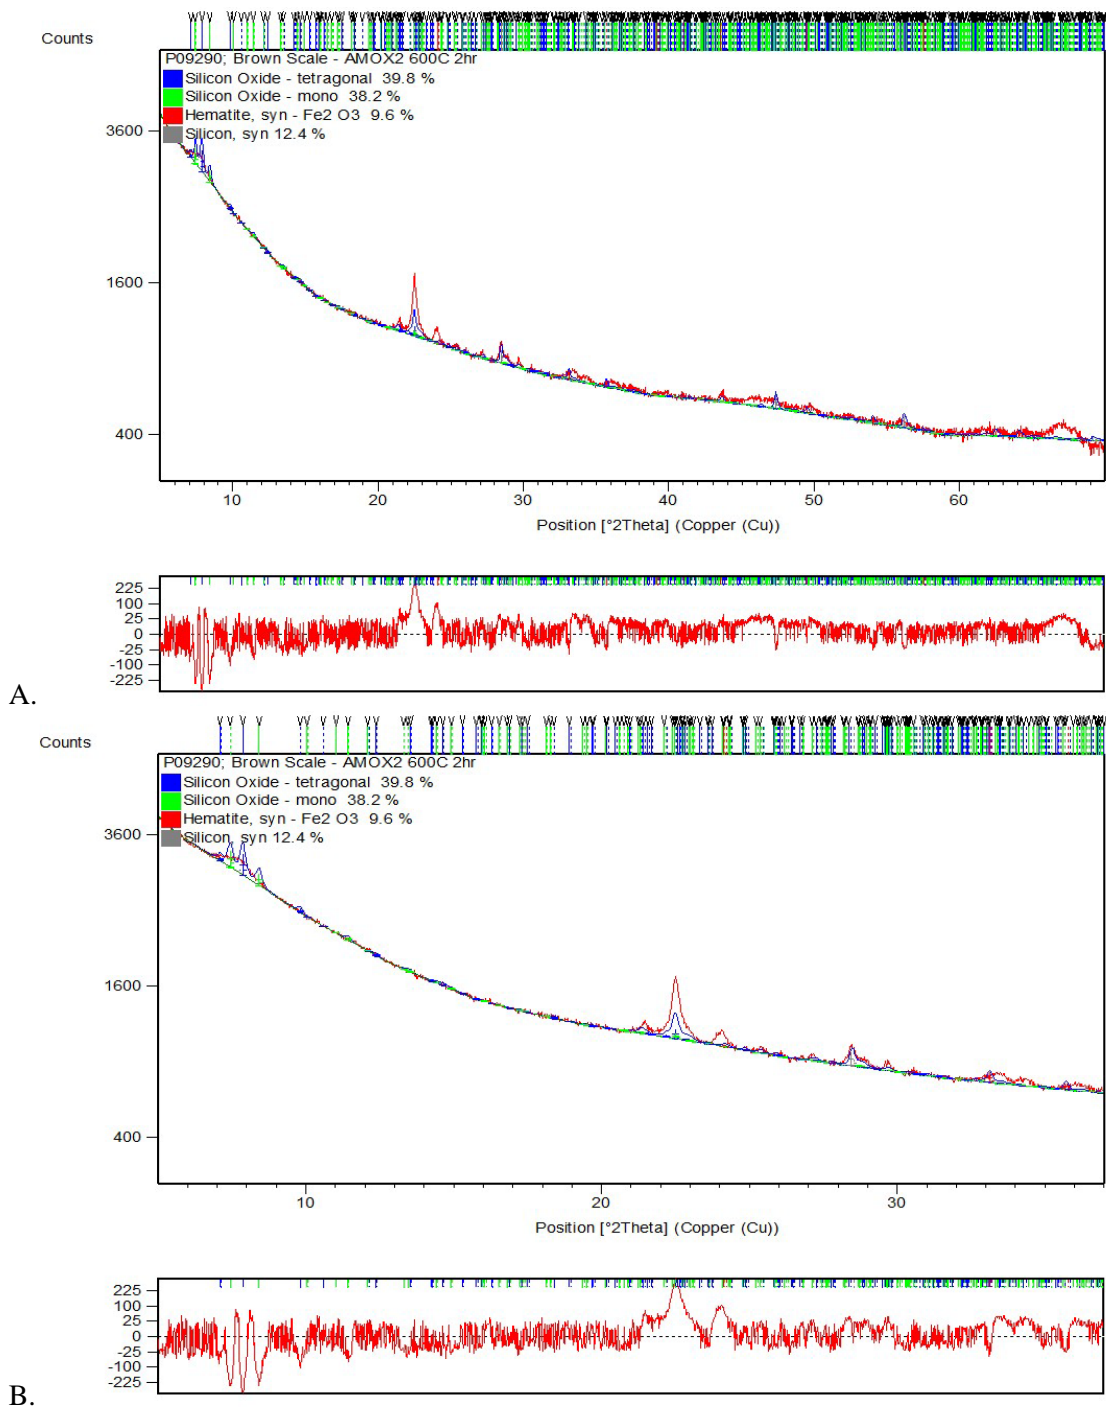 Counts
P09290; Brown Scale - AMOX2 600C 2hr
Silicon Oxide - tetragonal 39.8 %
Silicon Oxide - mono 38.2 %
Hematite, syn - Fe2 O3 9.6 %
Silicon, syn 12.4 %
3600
1600
400
10 20 30 40 50 60
Position [°2Theta] (Copper (Cu))
225
100
25
0
-25
-100
-225
A.
Counts
P09290; Brown Scale - AMOX2 600C 2hr
Silicon Oxide - tetragonal 39.8 %
Silicon Oxide - mono 38.2 %
Hematite, syn - Fe2 O3 9.6 %
Silicon, syn 12.4 %
3600
1600
400
10 20 30
Position [°2Theta] (Copper (Cu))
225
100
25
0
-25
-100
-225
B.